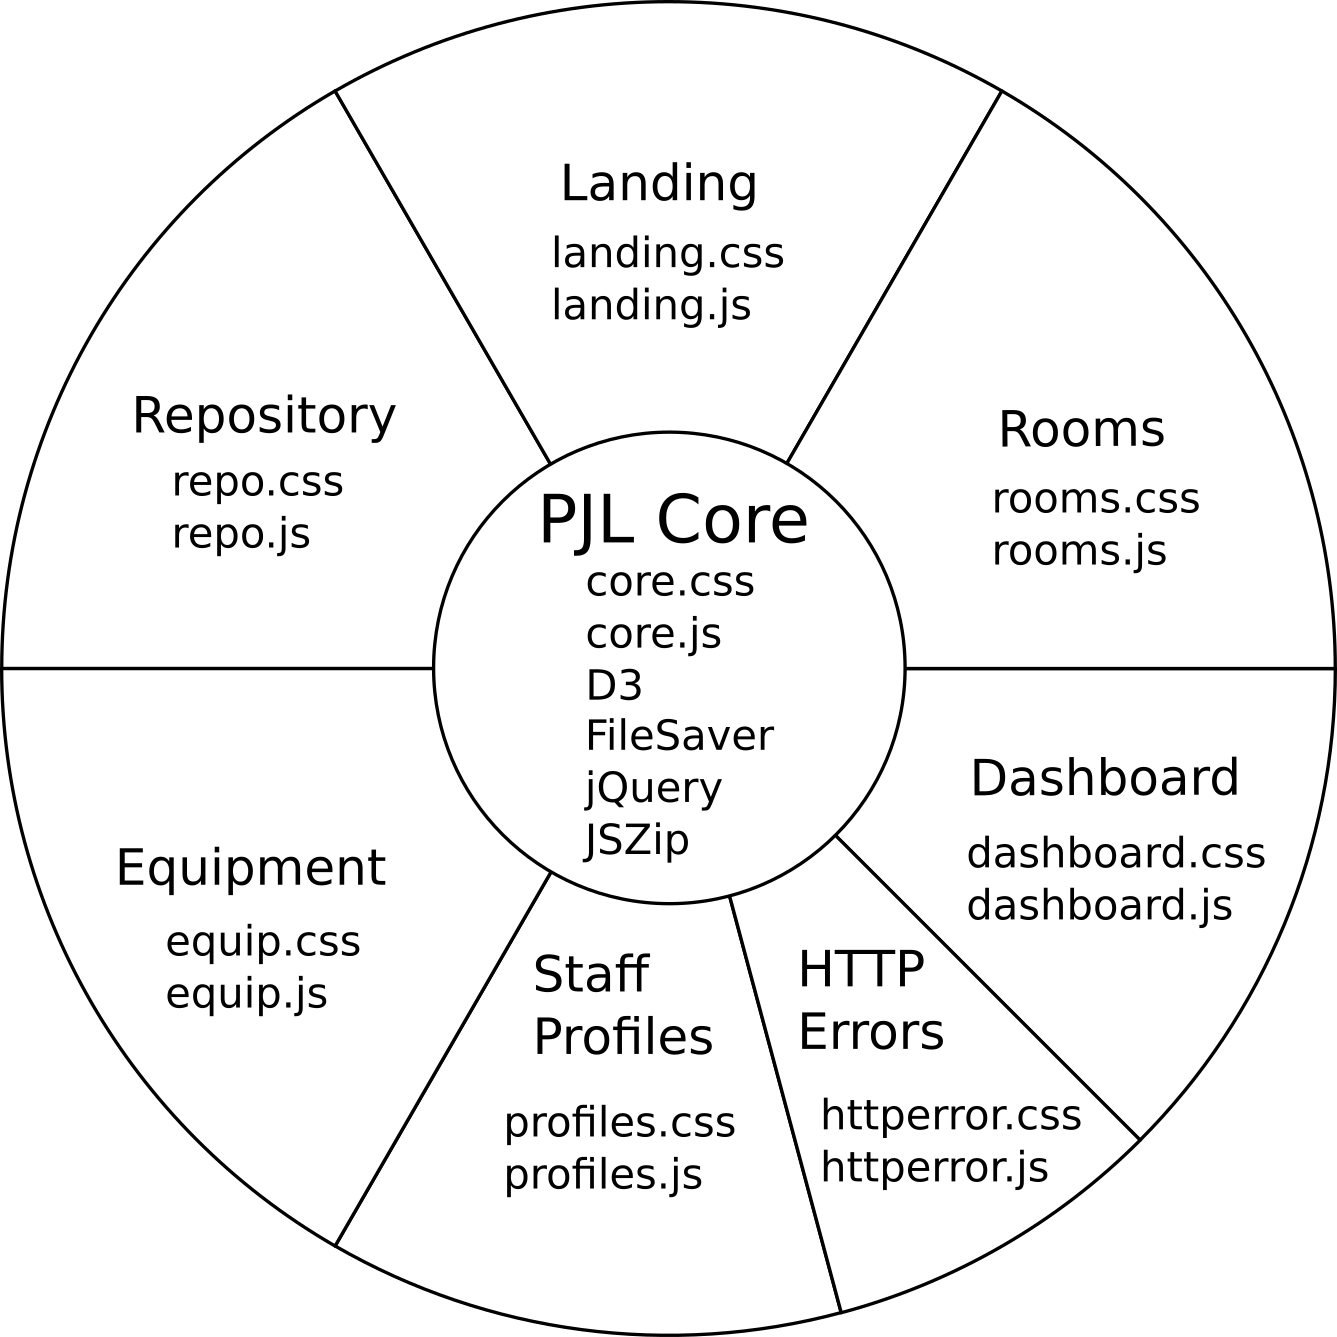 Landing
landing.css
landing.js
Repository
repo.css
repo.js
Rooms
rooms.css
rooms.js
PJL Core
core.css
core.js
D3
FileSaver
jQuery
JSZip
Dashboard
dashboard.css
dashboard.js
Equipment
equip.css
equip.js
Staff
Profiles
profiles.css
profiles.js
HTTP
Errors
httperror.css
httperror.js